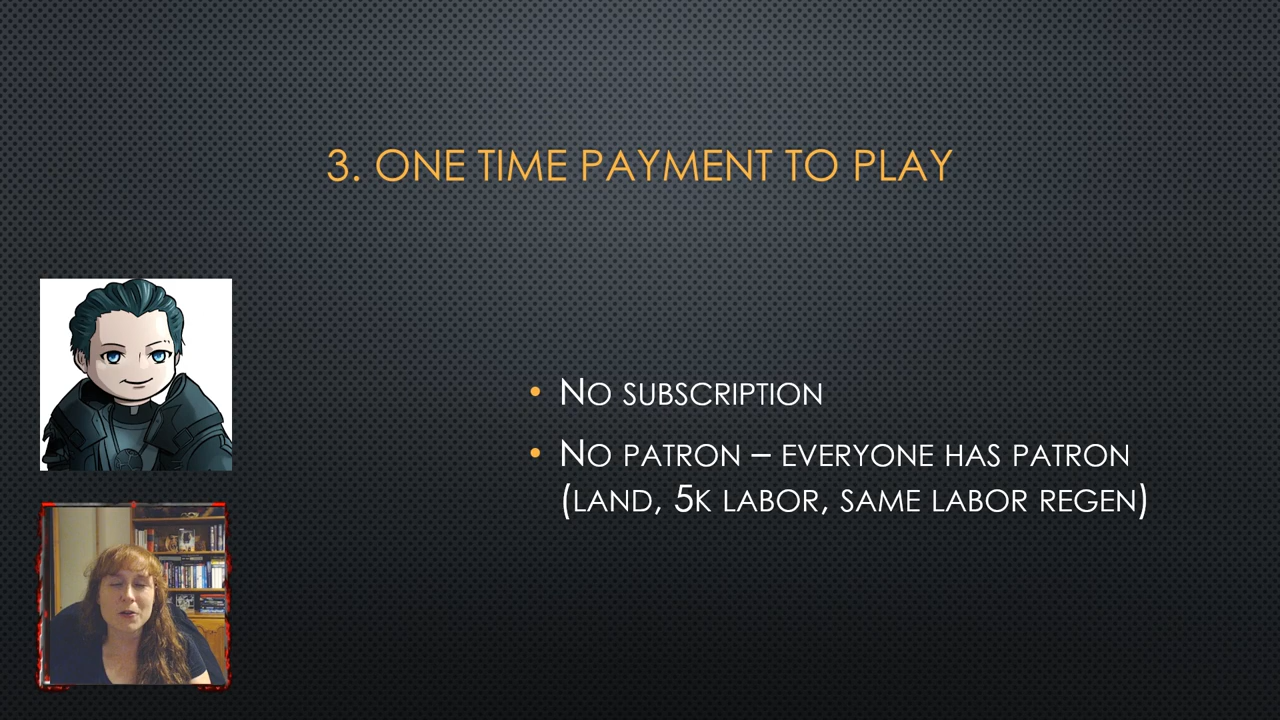 3. ONE TIME PAYMENT TO PLAY
• NO SUBSCRIPTION
• NO PATRON – EVERYONE HAS PATRON
(LAND, 5K LABOR, SAME LABOR REGEN)